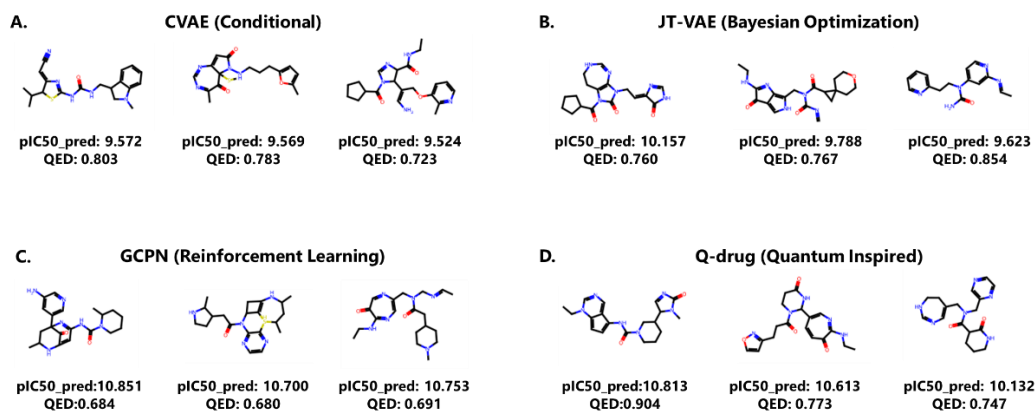 A. CVAE (Conditional)
B. JT-VAE (Bayesian Optimization)
pIC50_pred: 9.572
QED: 0.803
pIC50_pred: 9.569
QED: 0.783
pIC50_pred: 9.524
QED: 0.723
pIC50_pred: 10.157
QED: 0.760
pIC50_pred: 9.788
QED: 0.767
pIC50_pred: 9.623
QED: 0.854
C. GCPN (Reinforcement Learning)
D. Q-drug (Quantum Inspired)
pIC50_pred:10.851
QED:0.684
pIC50_pred: 10.700
QED: 0.680
pIC50_pred: 10.753
QED: 0.691
pIC50_pred:10.813
QED:0.904
pIC50_pred: 10.613
QED: 0.773
pIC50_pred: 10.132
QED: 0.747